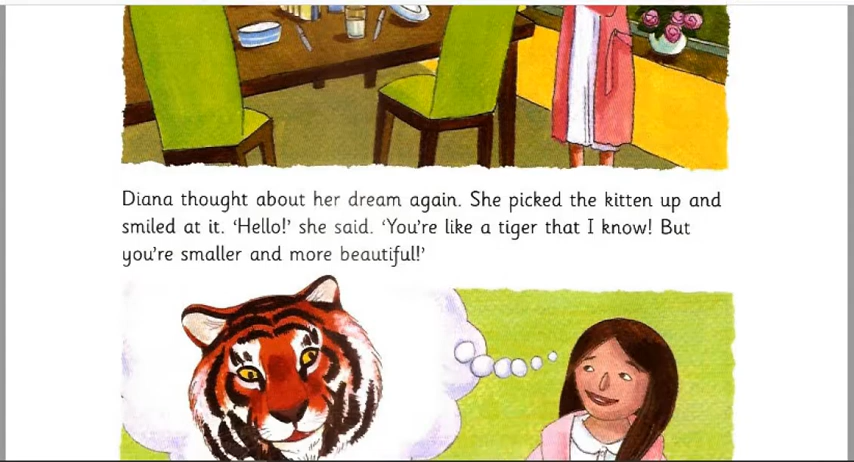 Diana thought about her dream again. She picked the kitten up and
smiled at it. ‘Hello!’ she said. ‘You’re like a tiger that I know! But
you’re smaller and more beautiful!’